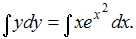 ∫ydy = ∫xe^{x^2} dx.